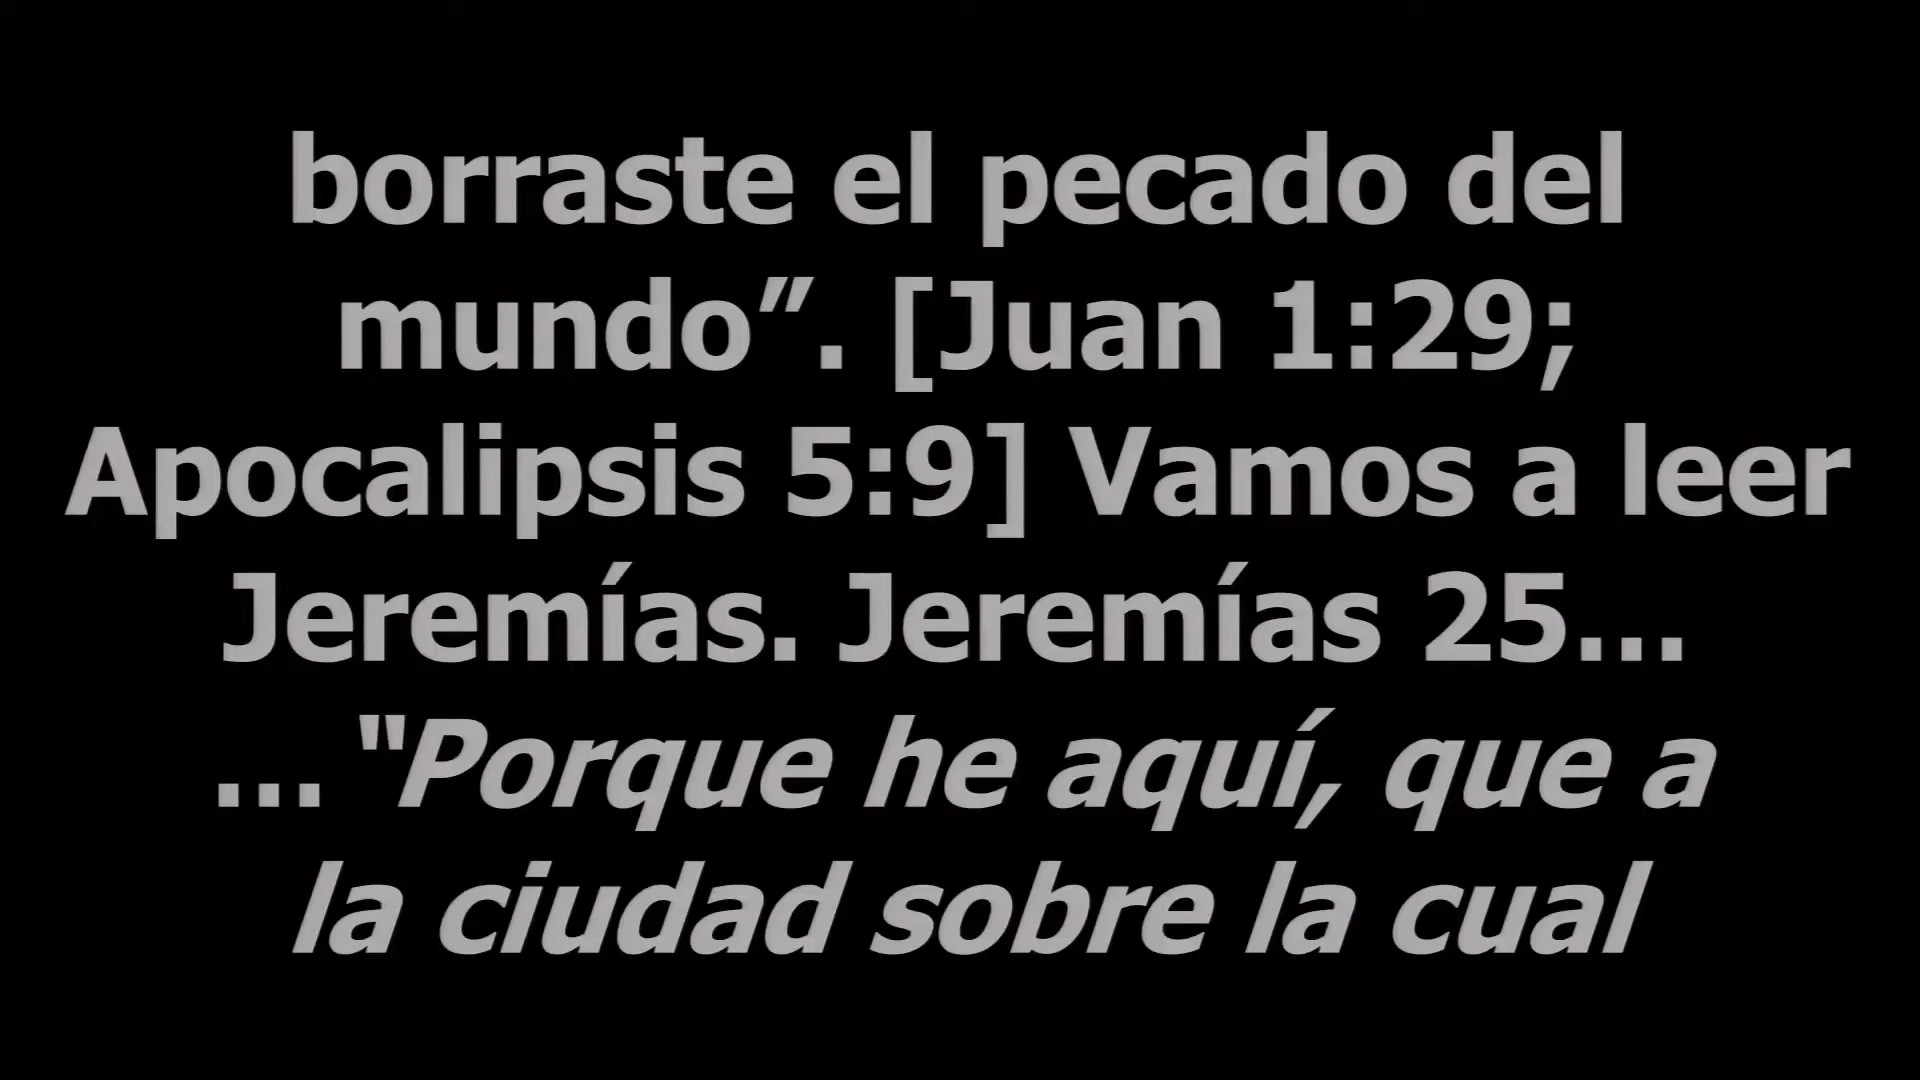 borraste el pecado del
mundo”. [Juan 1:29;
Apocalipsis 5:9] Vamos a leer
Jeremías. Jeremías 25...
...“Porque he aquí, que a
la ciudad sobre la cual